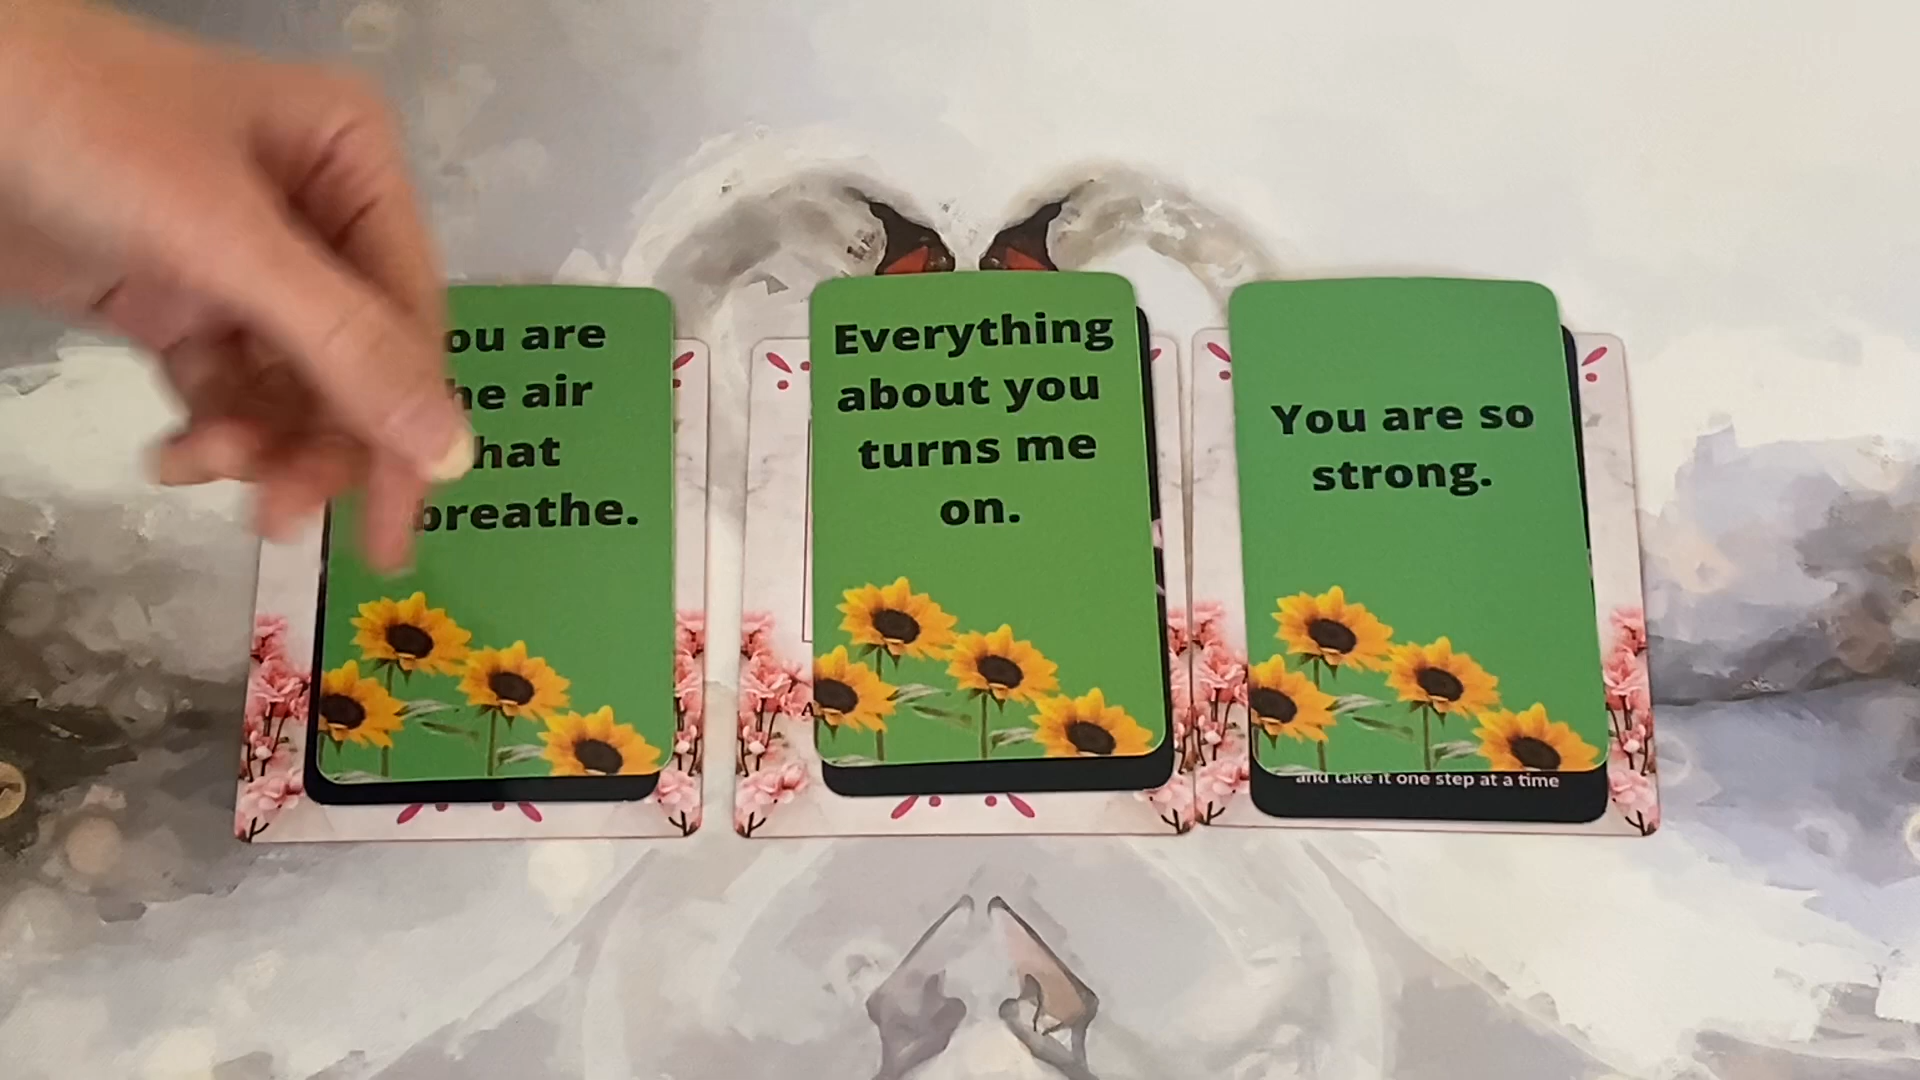 ou are
he air
hat
breathe.
Everything
about you
turns me
on.
You are so
strong.
and take it one step at a time
A